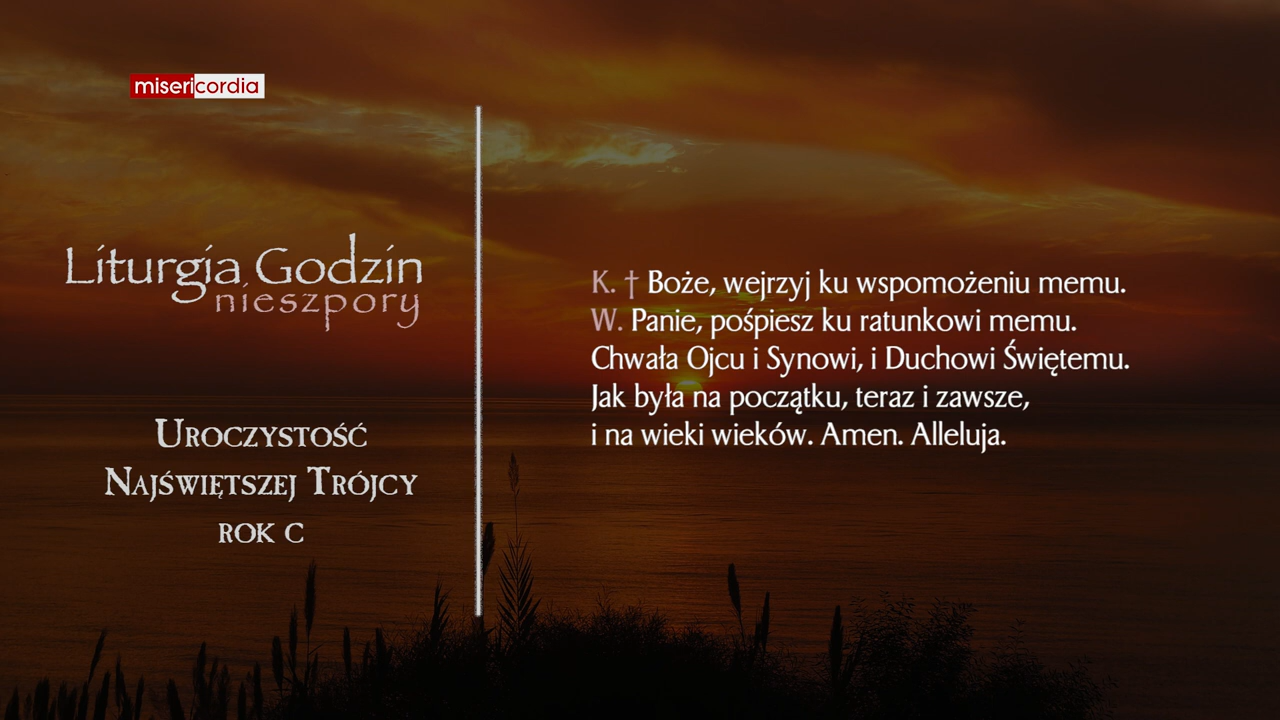 misericordia
Liturgia Godzin
nieszpory
Uroczystość
Najświętszej Trójcy
rok C
K. † Boże, wejrzyj ku wspomożeniu memu.
W. Panie, pośpiesz ku ratunkowi memu.
Chwała Ojcu i Synowi, i Duchowi Świętemu.
Jak była na początku, teraz i zawsze,
i na wieki wieków. Amen. Alleluja.